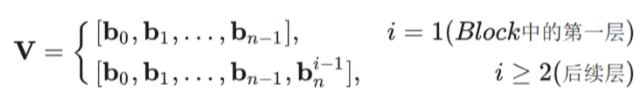 V = { [b₀, b₁, . . . , bₙ₋₁], i = 1(Block中的第一层)
[b₀, b₁, . . . , bₙ₋₁, bₙⁱ⁻¹], i ≥ 2(后续层)